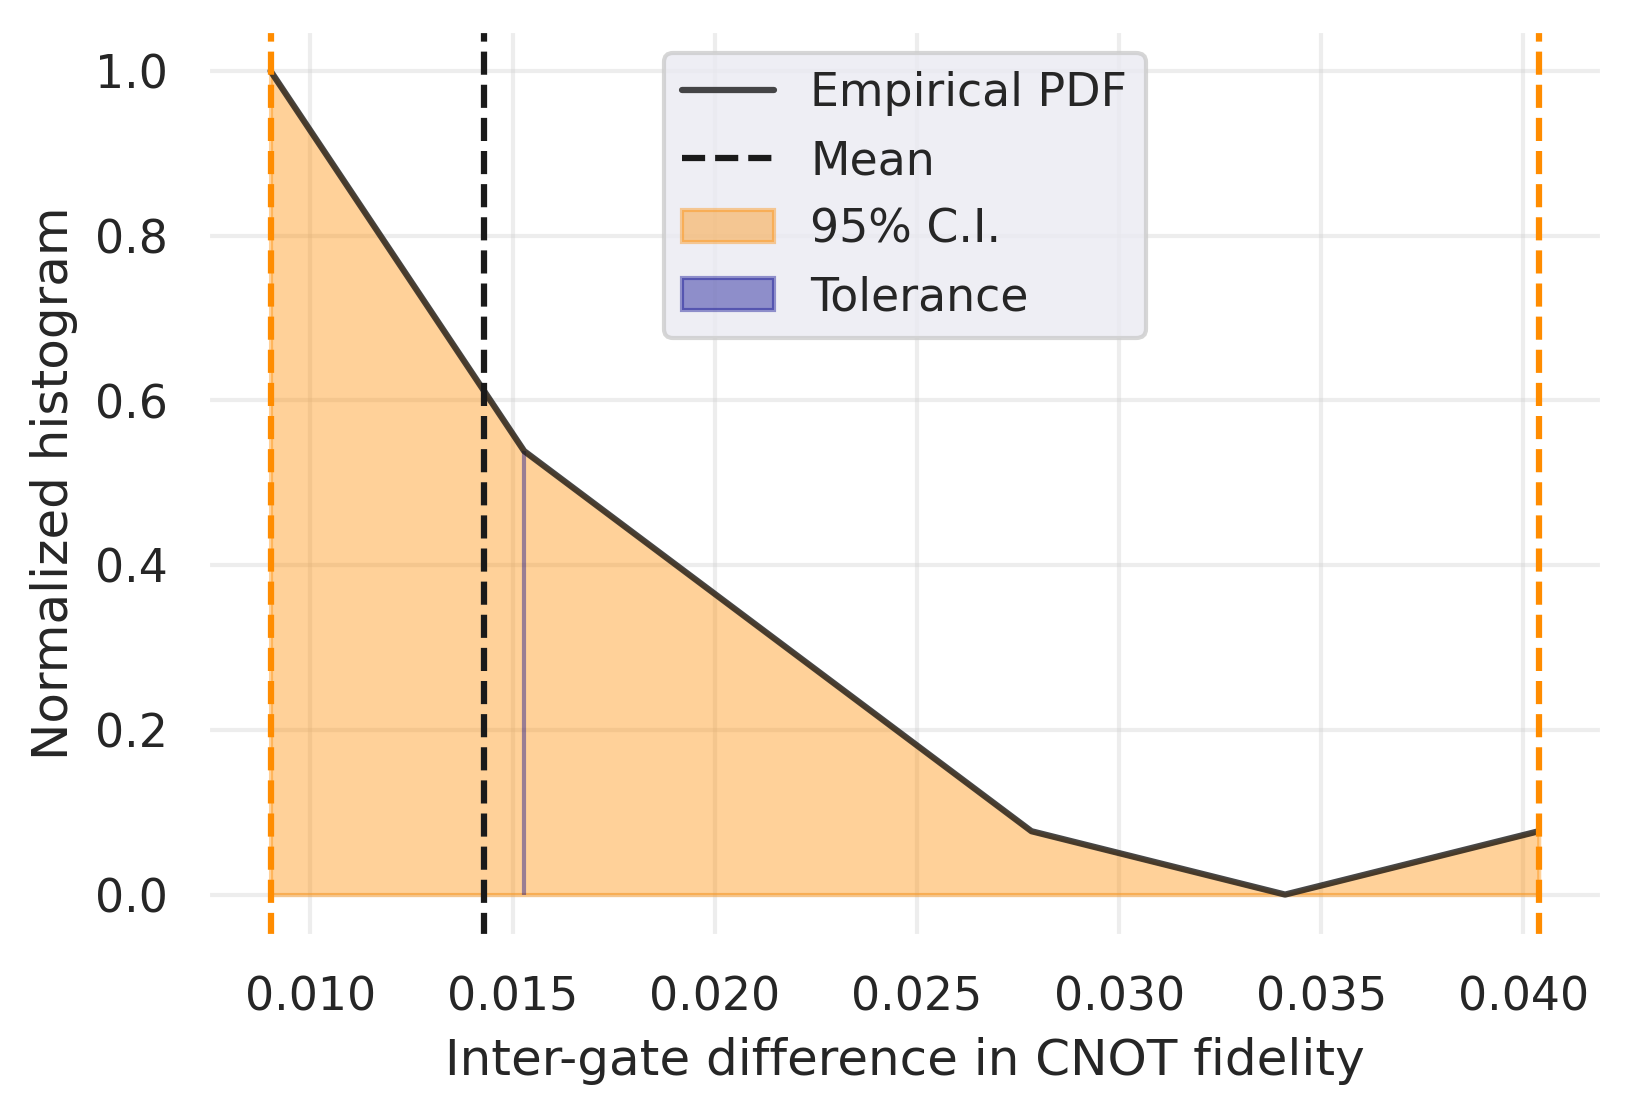 1.0
0.8
0.6
0.4
0.2
0.0
Normalized histogram
Empirical PDF
Mean
95% C.I.
Tolerance
0.010 0.015 0.020 0.025 0.030 0.035 0.040
Inter-gate difference in CNOT fidelity